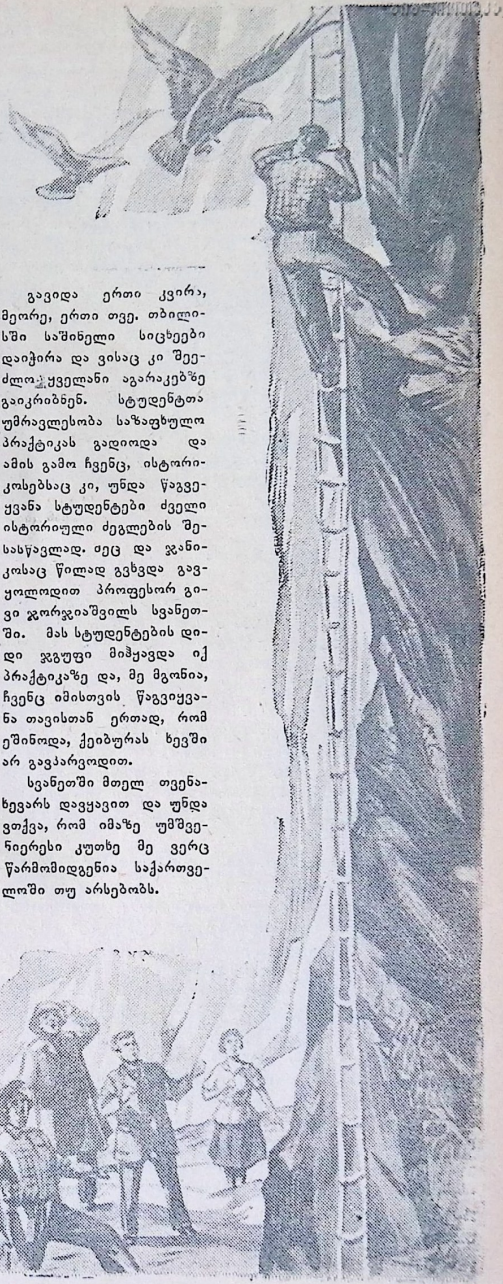 გავიდა ერთი კვირა,
მეორე, ერთი თვე. თბილი-
სში საშინელი სიცხეები
დაიჭირა და ვისაც კი შეე-
ძლო ყველანი აგარაკებზე
გაიკრიბნენ. სტუდენტთა
უმრავლესობა საზაფხულო
პრაქტიკას გადიოდა და
ამის გამო ჩვენც, ისტორი-
კოსებსაც კი, უნდა წაგვე-
ყვანა სტუდენტები ძველი
ისტორიული ძეგლების შე-
სასწავლად. მეც და ჯანი-
კოსაც წილად გვხვდა გავ-
ყოლოდით პროფესორ გი-
ვი ჯორჯიაშვილს სვანეთ-
ში. მას სტუდენტების დი-
დი ჯგუფი მიჰყავდა იქ
პრაქტიკაზე და, მე მგონია,
ჩვენც იმისთვის წაგვიყვა-
ნა თავისთან ერთად, რომ
ეშინოდა, ქეიბურას ხევში
არ გავპარვოდით.
სვანეთში მთელ თვენა-
ხევარს დავყავით და უნდა
ვთქვა, რომ იმაზე უმშვე-
ნიერესი კუთხე მე ვერც
წარმომიდგენია საქართვე-
ლოში თუ არსებობს.